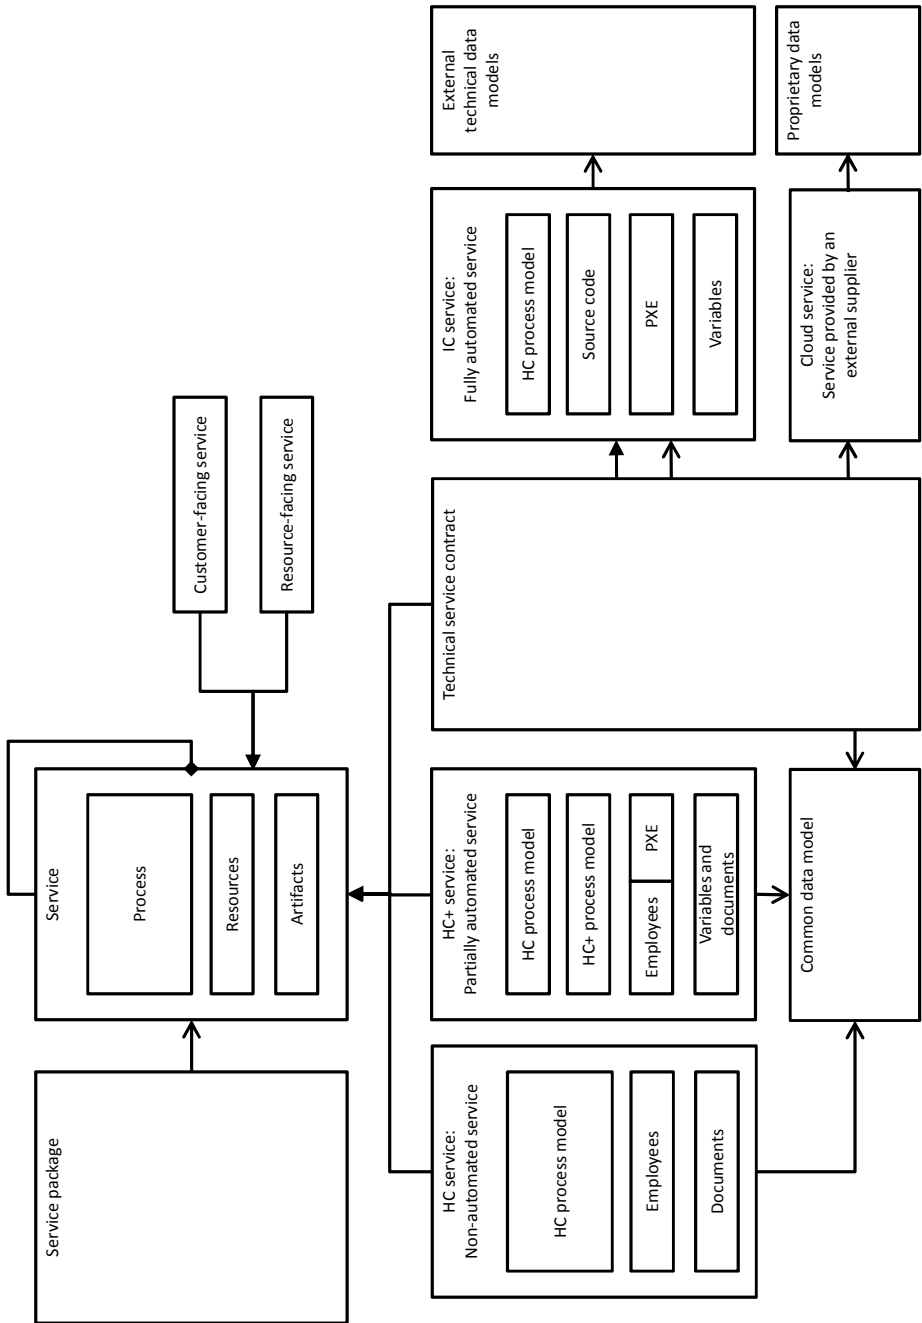 Service package
Service
Process
Resources
Artifacts
Customer-facing service
Resource-facing service
HC service:
Non-automated service
HC process model
Employees
Documents
HC+ service:
Partially automated service
HC process model
HC+ process model
Employees
PXE
Variables and
documents
Technical service contract
IC service:
Fully automated service
HC process model
Source code
PXE
Variables
External
technical data
models
Common data model
Cloud service:
Service provided by an
external supplier
Proprietary data
models